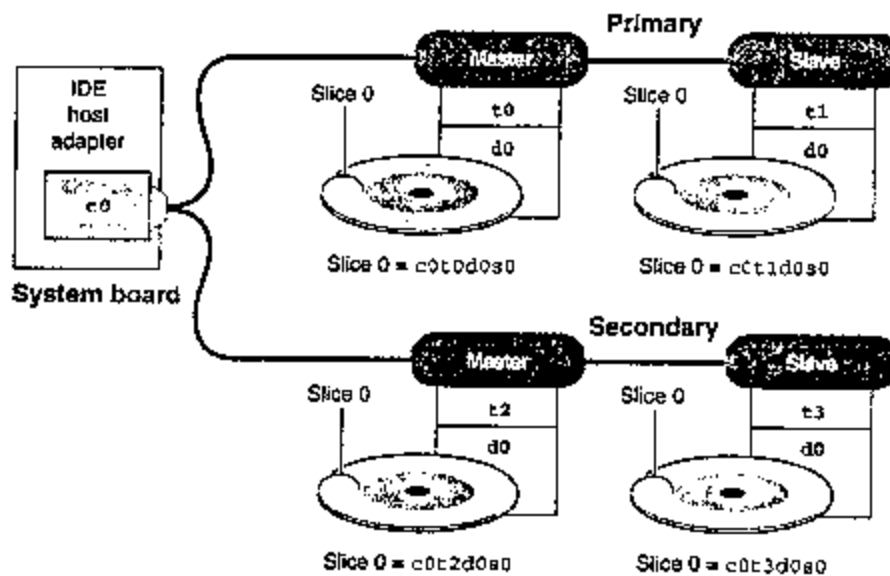 Primary
Master
Slave
IDE
host
adapter
c0
System board
Slice 0
t0
d0
Slice 0
t1
d0
Slice 0 = c0t0d0s0
Slice 0 = c0t1d0s0
Secondary
Master
Slave
Slice 0
t2
d0
Slice 0
t3
d0
Slice 0 = c0t2d0s0
Slice 0 = c0t3d0s0